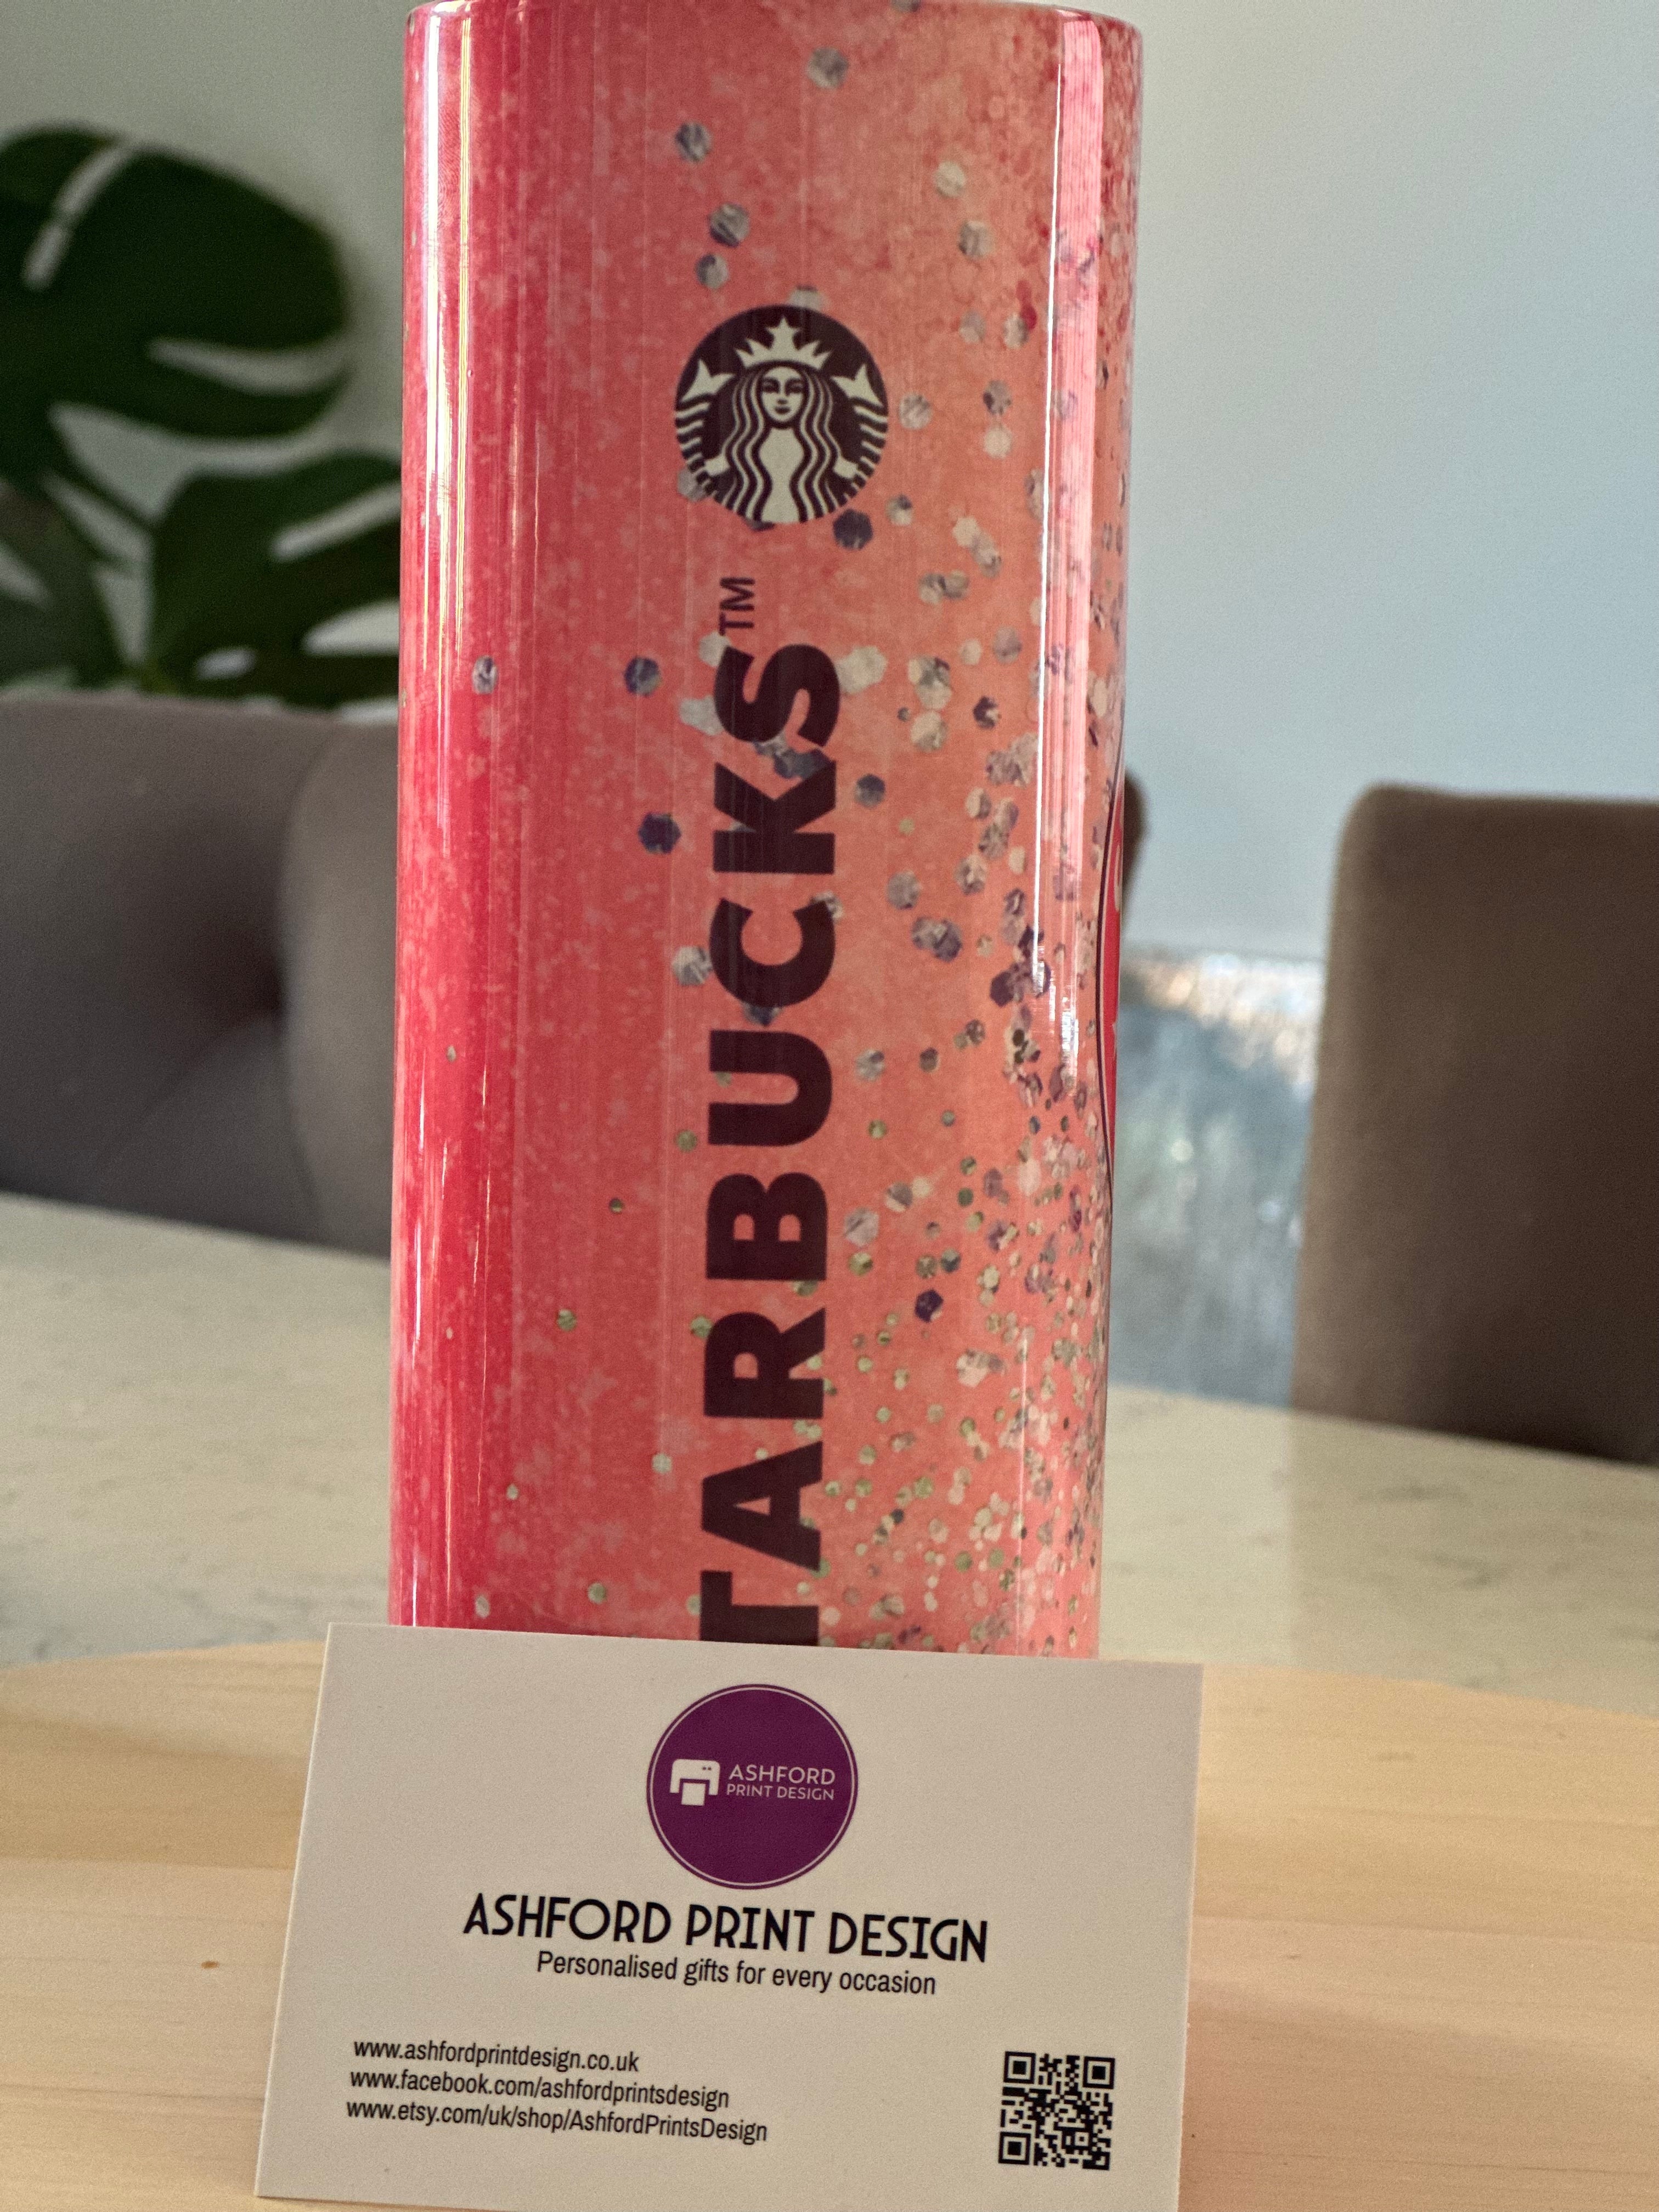 TARBUCKS™
ASHFORD
PRINT DESIGN
ASHFORD PRINT DESIGN
Personalised gifts for every occasion
www.ashfordprintdesign.co.uk
www.facebook.com/ashfordprintsdesign
www.etsy.com/uk/shop/AshfordPrintsDesign